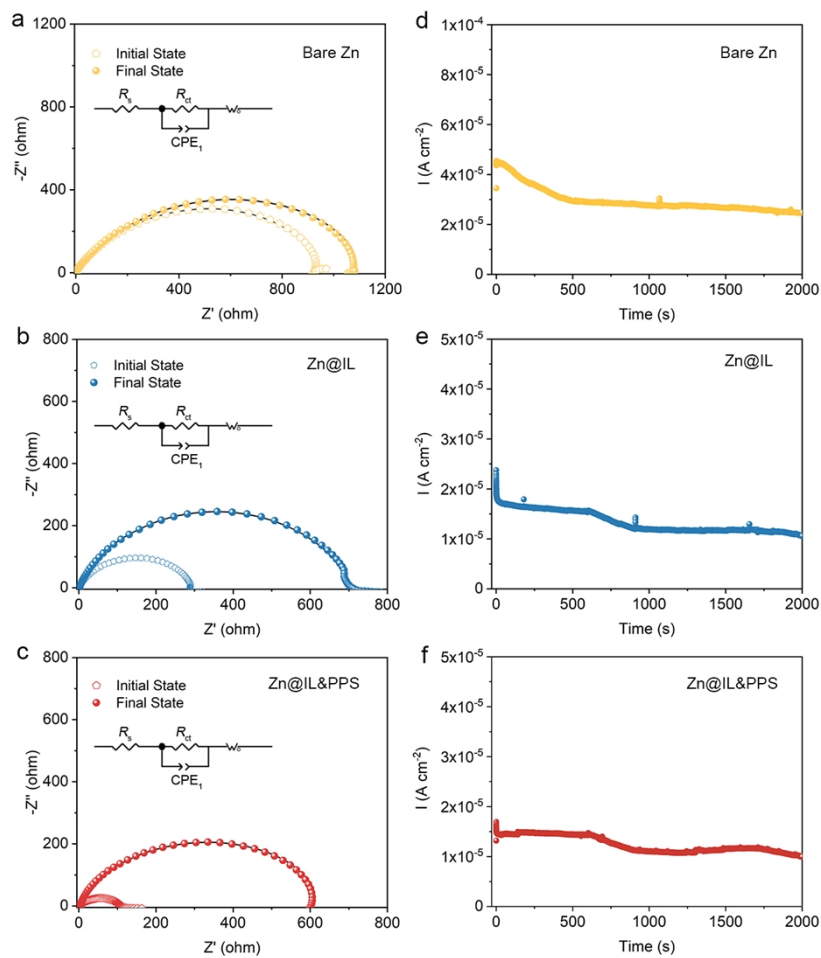 a
1200
800
400
0
-Z'' (ohm)
Initial State
Final State
Bare Zn
Rs
Rct
CPE1
0 400 800 1200
Z' (ohm)
d
1x10-4
8x10-5
6x10-5
4x10-5
2x10-5
0
I (A cm-2)
Bare Zn
0 500 1000 1500 2000
Time (s)
b
800
600
400
200
0
-Z'' (ohm)
Initial State
Final State
Zn@IL
Rs
Rct
CPE1
0 200 400 600 800
Z' (ohm)
e
5x10-5
4x10-5
3x10-5
2x10-5
1x10-5
0
I (A cm-2)
Zn@IL
0 500 1000 1500 2000
Time (s)
c
800
600
400
200
0
-Z'' (ohm)
Initial State
Final State
Zn@IL&PPS
Rs
Rct
CPE1
0 200 400 600 800
Z' (ohm)
f
5x10-5
4x10-5
3x10-5
2x10-5
1x10-5
0
I (A cm-2)
Zn@IL&PPS
0 500 1000 1500 2000
Time (s)